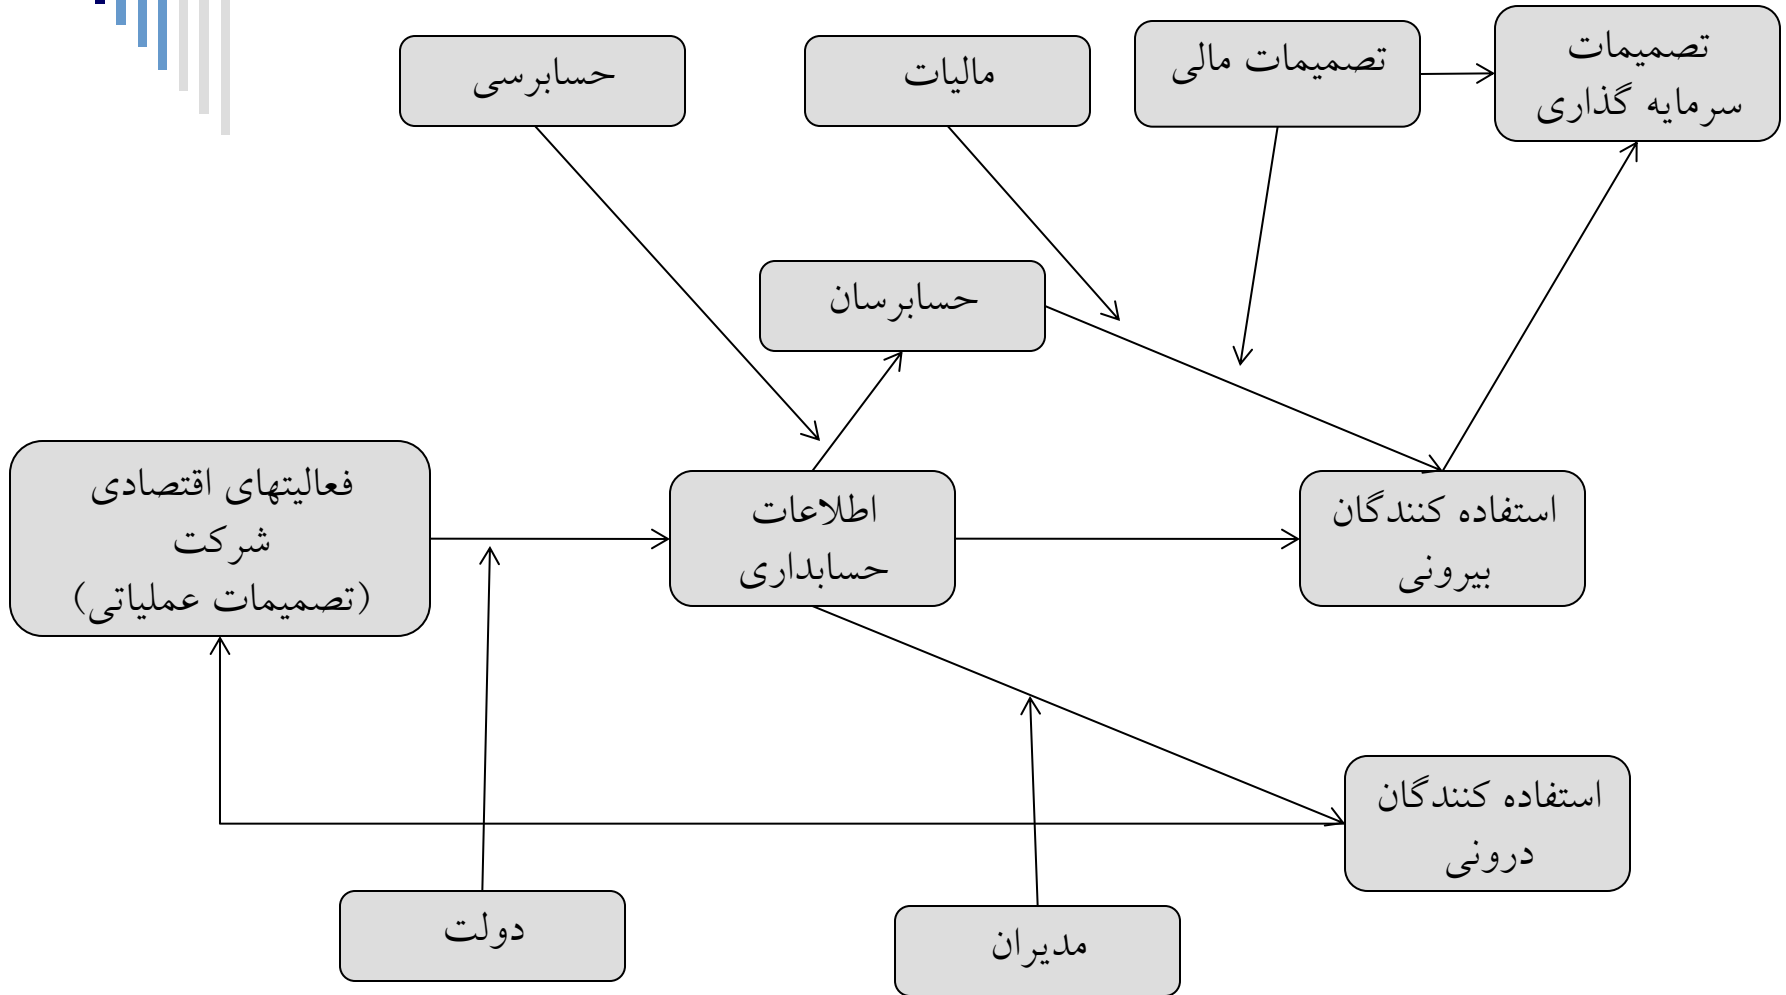 تصمیمات
سرمایه گذاری
تصمیمات مالی
مالیات
حسابرسی
حسابرسان
استفاده کنندگان
بیرونی
اطلاعات
حسابداری
فعالیتهای اقتصادی
شرکت
(تصمیمات عملیاتی)
استفاده کنندگان
درونی
مدیران
دولت